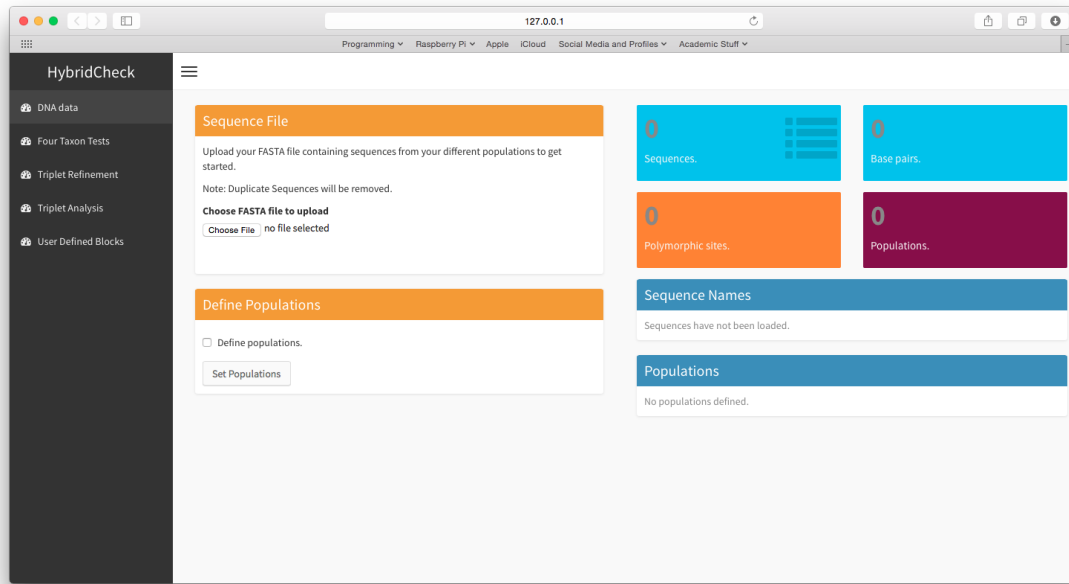 127.0.0.1
Programming Raspberry Pi Apple iCloud Social Media and Profiles Academic Stuff
HybridCheck
DNA data
Four Taxon Tests
Triplet Refinement
Triplet Analysis
User Defined Blocks
Sequence File
Upload your FASTA file containing sequences from your different populations to get
started.
Note: Duplicate Sequences will be removed.
Choose FASTA file to upload
Choose File no file selected
Define Populations
Define populations.
Set Populations
0
Sequences.
0
Base pairs.
0
Polymorphic sites.
0
Populations.
Sequence Names
Sequences have not been loaded.
Populations
No populations defined.